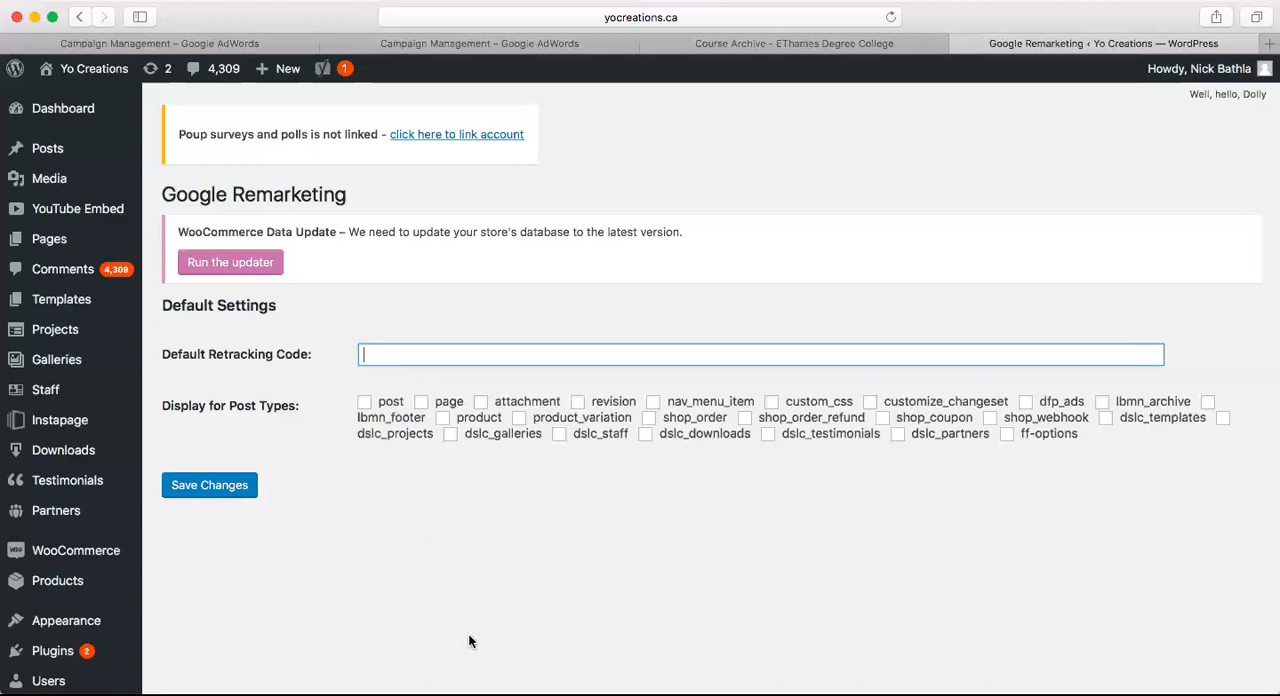 yocreations.ca
Campaign Management – Google AdWords
Campaign Management – Google AdWords
Course Archive - EThames Degree College
Google Remarketing ‹ Yo Creations — WordPress
Yo Creations
2
4,309
New
1
Howdy, Nick Bathla
Well, hello, Dolly
Dashboard
Posts
Media
YouTube Embed
Pages
Comments 4,309
Templates
Projects
Galleries
Staff
Instapage
Downloads
Testimonials
Partners
WooCommerce
Products
Appearance
Plugins 2
Users
Poup surveys and polls is not linked - click here to link account
Google Remarketing
WooCommerce Data Update – We need to update your store's database to the latest version.
Run the updater
Default Settings
Default Retracking Code:
Display for Post Types:
post page attachment revision nav_menu_item custom_css customize_changeset dfp_ads lbmn_archive
lbmn_footer product product_variation shop_order shop_order_refund shop_coupon shop_webhook dslc_templates
dslc_projects dslc_galleries dslc_staff dslc_downloads dslc_testimonials dslc_partners ff-options
Save Changes